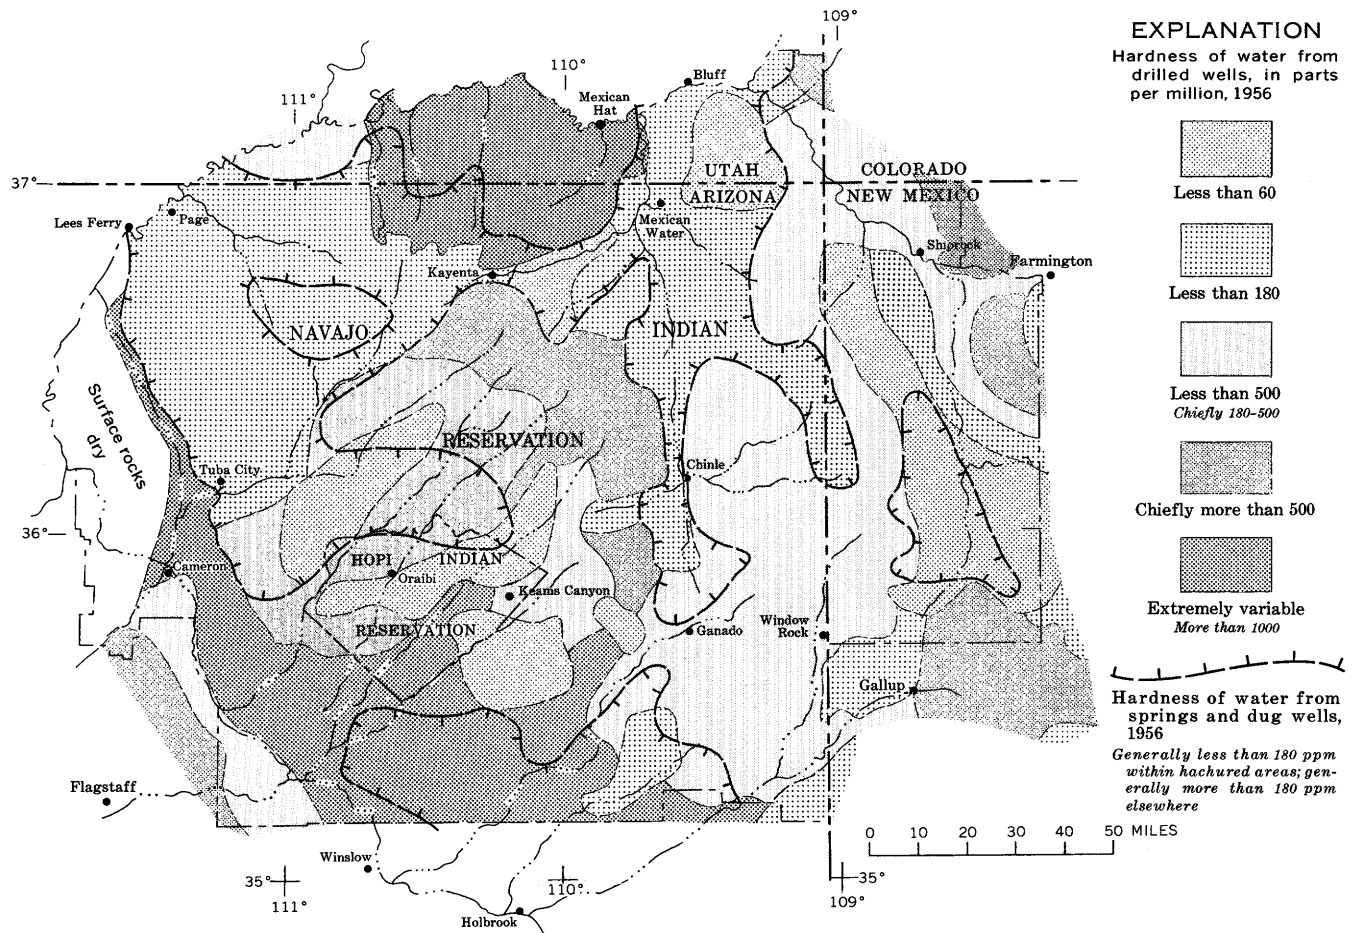 109°
EXPLANATION
Hardness of water from
drilled wells, in parts
per million, 1956
Less than 60
Less than 180
Less than 500
Chiefly 180-500
Chiefly more than 500
Extremely variable
More than 1000
Hardness of water from
springs and dug wells,
1956
Generally less than 180 ppm
within hachured areas; gen-
erally more than 180 ppm
elsewhere
0 10 20 30 40 50 MILES
110°
111°
Bluff
Mexican
Hat
37°
UTAH
COLORADO
ARIZONA
NEW MEXICO
Lees Ferry
Page
Mexican
Water
Shiprock
Farmington
Kayenta
NAVAJO
INDIAN
Surface rocks
dry
RESERVATION
Tuba City
Chinle
36°
Cameron
HOPI
INDIAN
Oraibi
Keams Canyon
RESERVATION
Ganado
Window
Rock
Gallup
Flagstaff
Winslow
35°
111°
110°
Holbrook
35°
109°